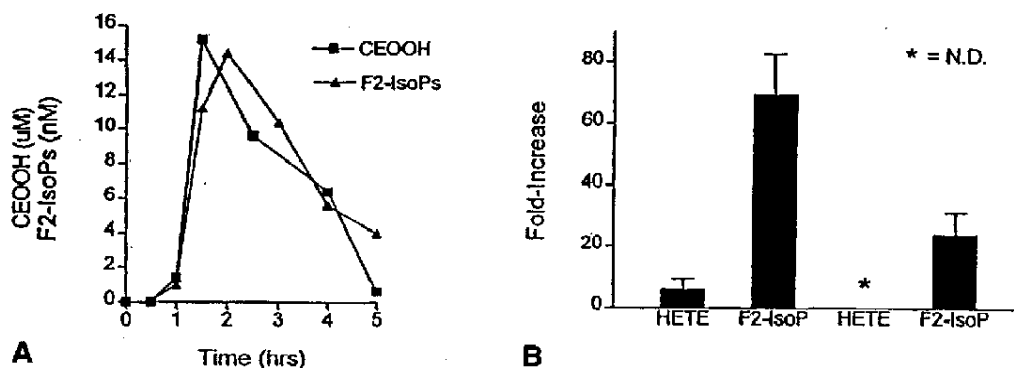 CEOOH (uM)
F2-IsoPs (nM)
16
14
12
10
8
6
4
2
0
0 1 2 3 4 5
Time (hrs)
CEOOH
F2-IsoPs
A
Fold-Increase
80
60
40
20
0
* = N.D.
*
HETE F2-IsoP HETE F2-IsoP
B